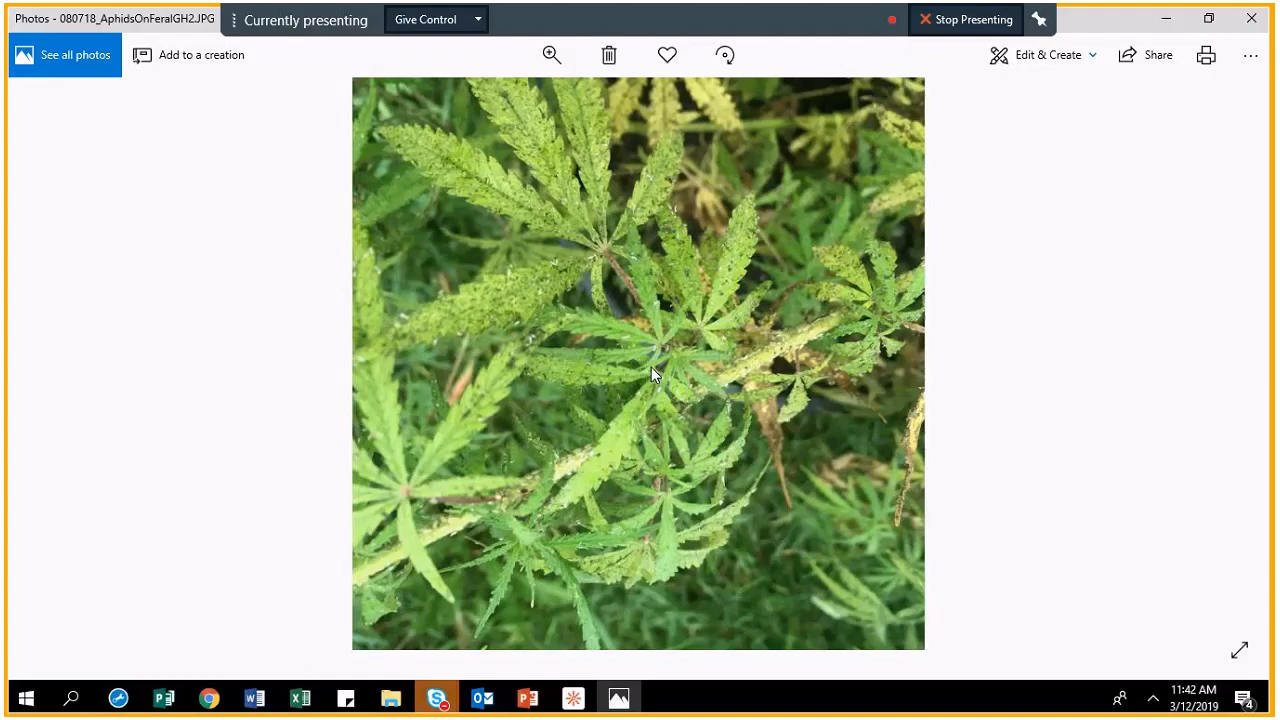 Photos - 080718_AphidsOnFeralGH2.JPG
Currently presenting
Give Control
Stop Presenting
See all photos
Add to a creation
Edit & Create
Share
11:42 AM
3/12/2019
4